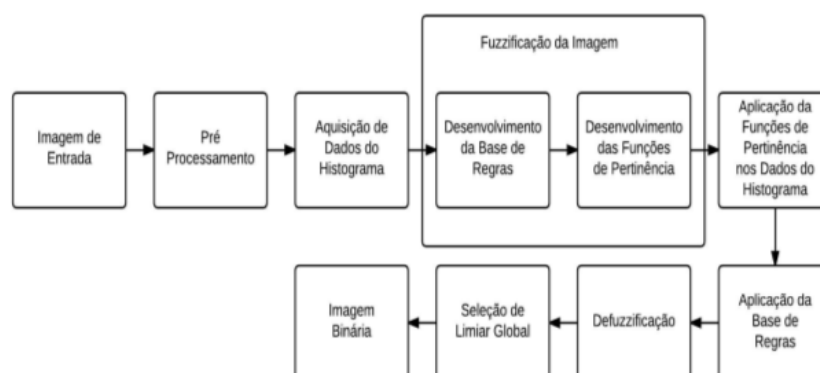 Fuzzificação da Imagem
Imagem de
Entrada
Pré
Processamento
Aquisição de
Dados do
Histograma
Desenvolvimento
da Base de
Regras
Desenvolvimento
das Funções
de Pertinência
Aplicação da
Funções de
Pertinência
nos Dados do
Histograma
Aplicação da
Base de
Regras
Defuzzificação
Seleção de
Limiar Global
Imagem
Binária